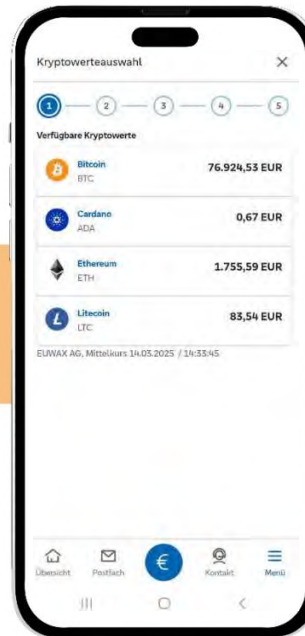 Kryptowerteauswahl
1 2 3 4 5
Verfügbare Kryptowerte
Bitcoin 76.924,53 EUR
BTC
Cardano 0,67 EUR
ADA
Ethereum 1.755,59 EUR
ETH
Litecoin 83,54 EUR
LTC
EUWAX AG, Mittelkurs 14.03.2025 / 14:33:45
Übersicht Postfach € Kontakt Menü